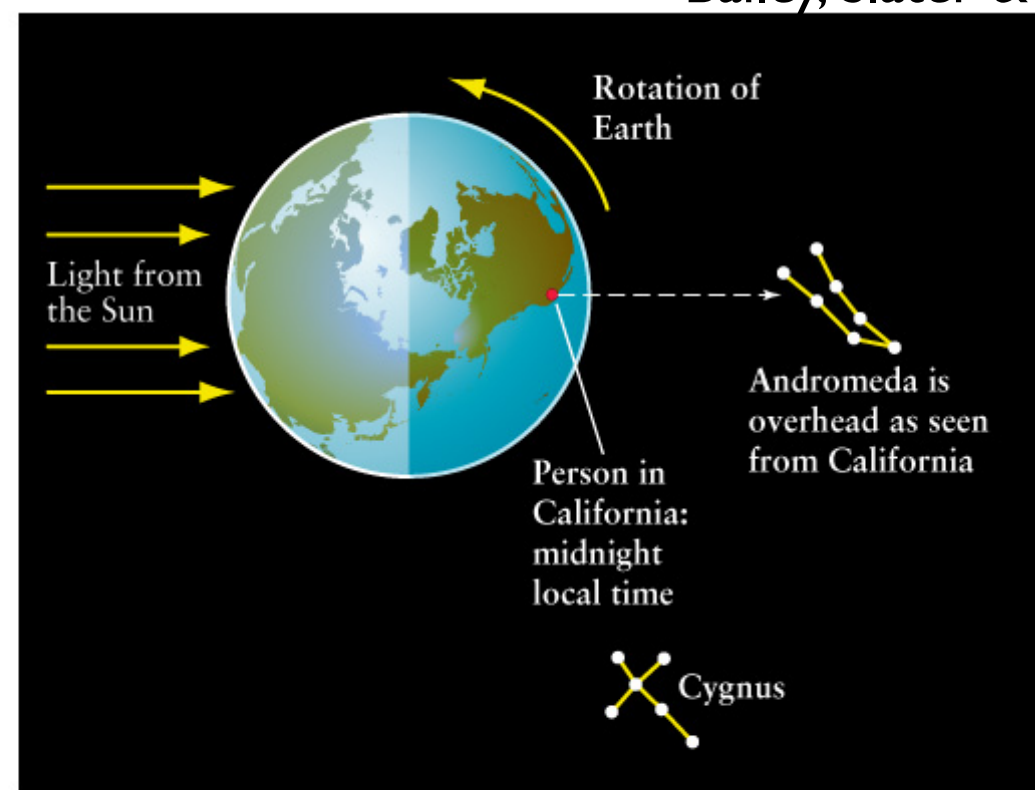 Rotation of
Earth
Light from
the Sun
Andromeda is
overhead as seen
from California
Person in
California:
midnight
local time
Cygnus